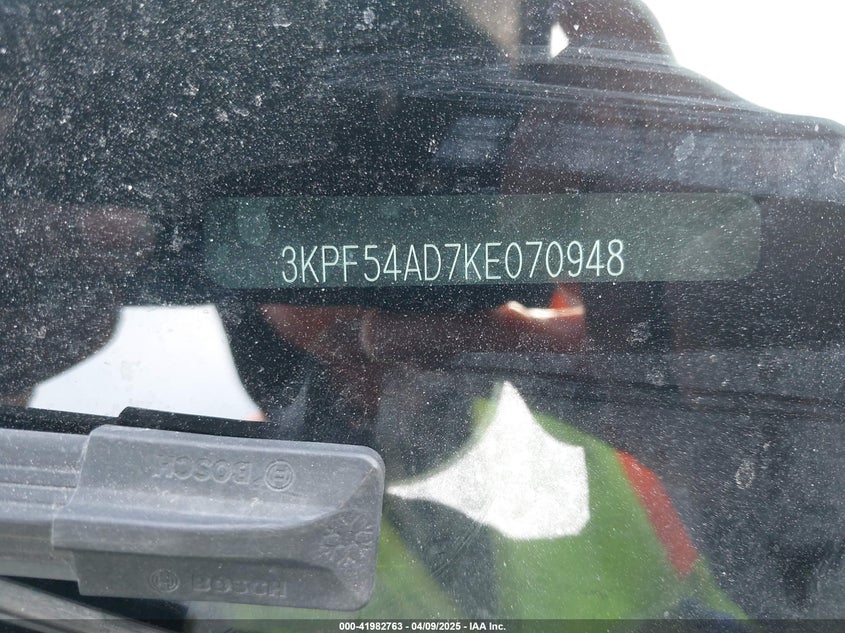 3KPF54AD7KE070948
BOSCH
BOSCH
000-41982763 - 04/09/2025 - IAA Inc.